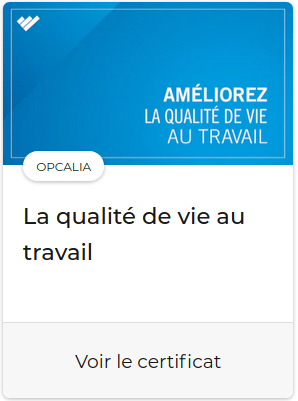 AMÉLIOREZ
LA QUALITÉ DE VIE
AU TRAVAIL
OPCALIA
La qualité de vie au
travail
Voir le certificat